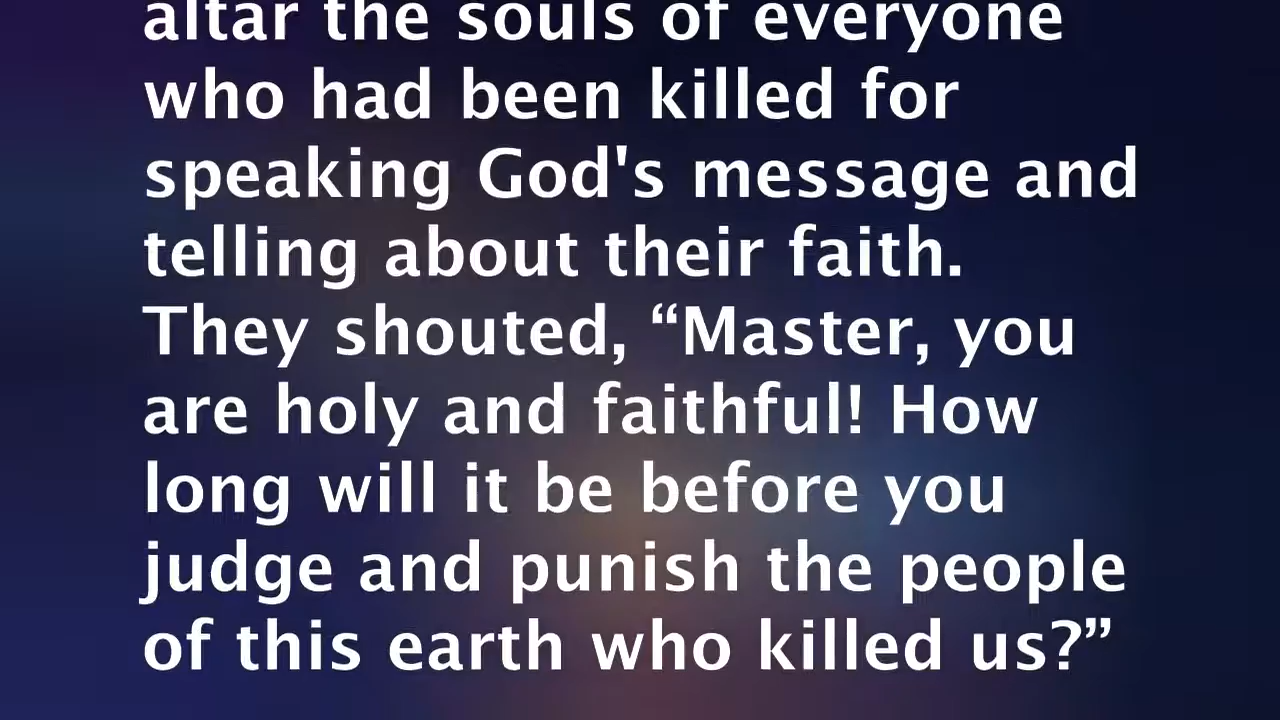 altar the souls of everyone
who had been killed for
speaking God's message and
telling about their faith.
They shouted, “Master, you
are holy and faithful! How
long will it be before you
judge and punish the people
of this earth who killed us?”